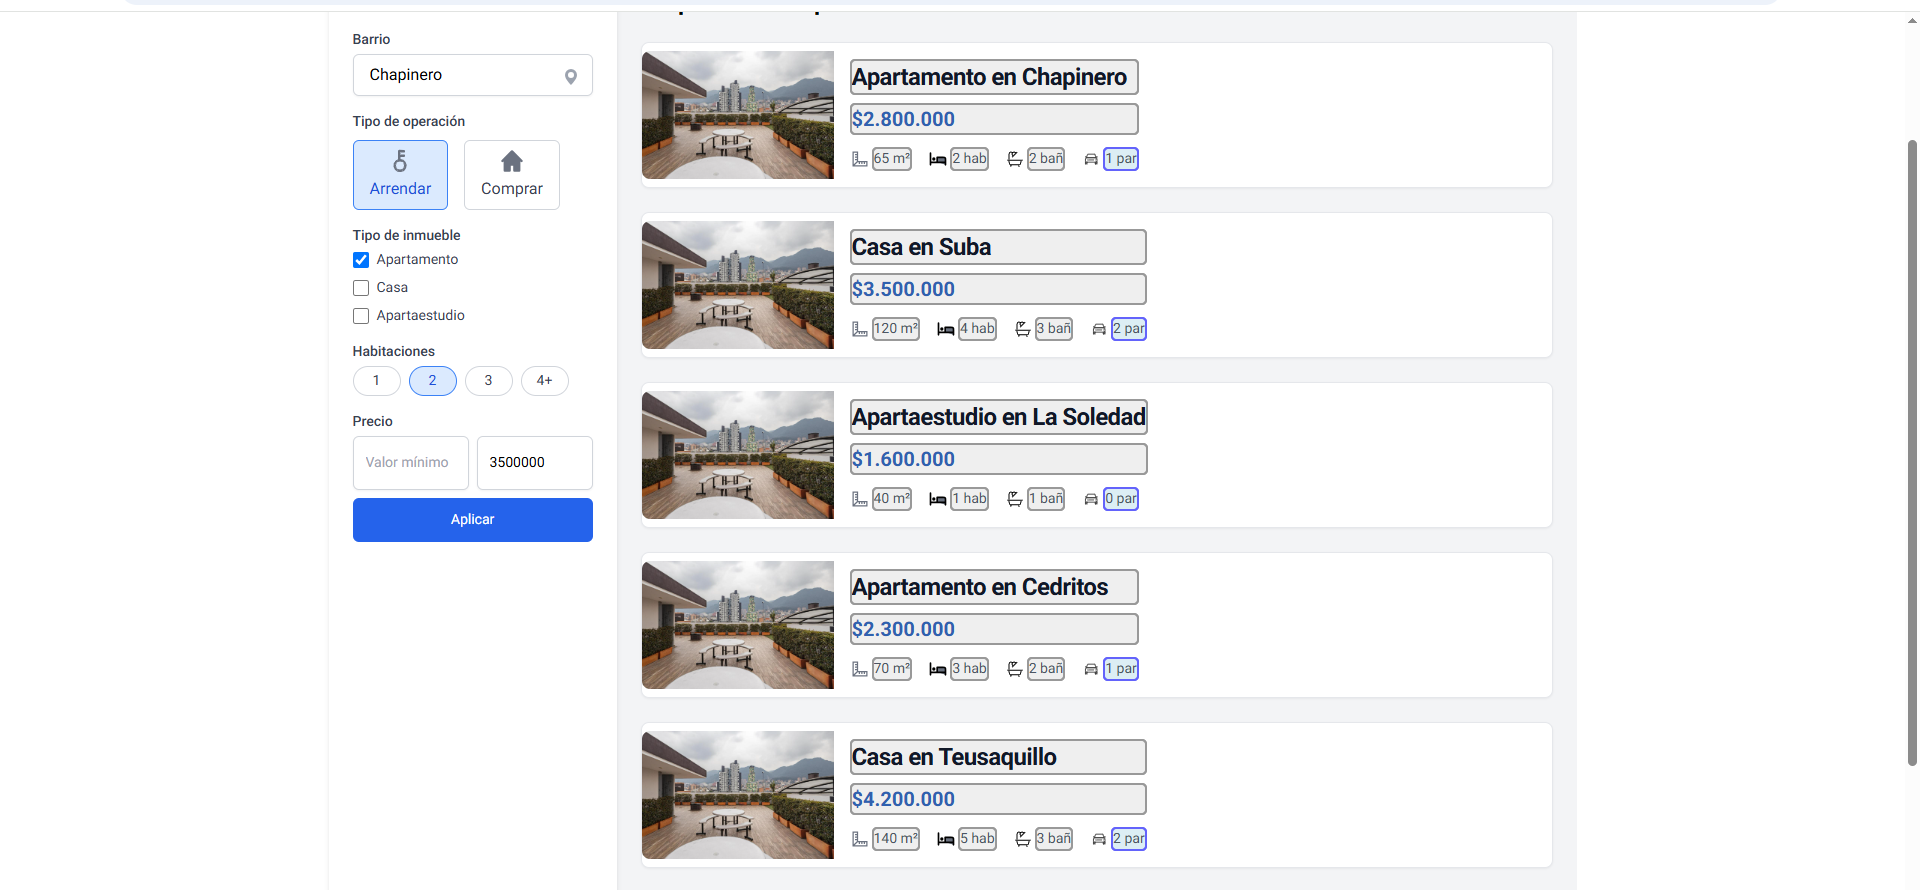 Barrio
Chapinero
Tipo de operación
Arrendar
Comprar
Tipo de inmueble
Apartamento
Casa
Apartaestudio
Habitaciones
1
2
3
4+
Precio
Valor mínimo
3500000
Aplicar
Apartamento en Chapinero
$2.800.000
65 m² 2 hab 2 bañ 1 par
Casa en Suba
$3.500.000
120 m² 4 hab 3 bañ 2 par
Apartaestudio en La Soledad
$1.600.000
40 m² 1 hab 1 bañ 0 par
Apartamento en Cedritos
$2.300.000
70 m² 3 hab 2 bañ 1 par
Casa en Teusaquillo
$4.200.000
140 m² 5 hab 3 bañ 2 par